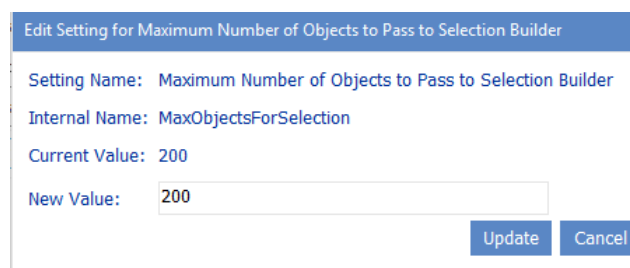 Edit Setting for Maximum Number of Objects to Pass to Selection Builder
Setting Name: Maximum Number of Objects to Pass to Selection Builder
Internal Name: MaxObjectsForSelection
Current Value: 200
New Value: 200
Update Cancel